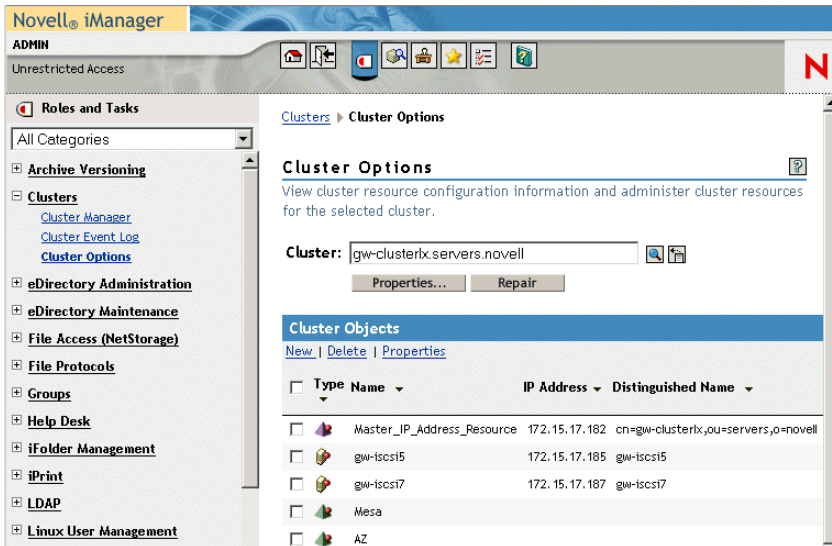 Novell® iManager
ADMIN
Unrestricted Access
N
Roles and Tasks
All Categories
Archive Versioning
Clusters
Cluster Manager
Cluster Event Log
Cluster Options
eDirectory Administration
eDirectory Maintenance
File Access (NetStorage)
File Protocols
Groups
Help Desk
iFolder Management
iPrint
LDAP
Linux User Management
Clusters Cluster Options
Cluster Options ?
View cluster resource configuration information and administer cluster resources
for the selected cluster.
Cluster: gw-clusterlx.servers.novell
Properties... Repair
Cluster Objects
New | Delete | Properties
Type Name IP Address Distinguished Name
Master_IP_Address_Resource 172.15.17.182 cn=gw-clusterlx,ou=servers,o=novell
gw-iscsi5 172.15.17.185 gw-iscsi5
gw-iscsi7 172.15.17.187 gw-iscsi7
Mesa
AZ